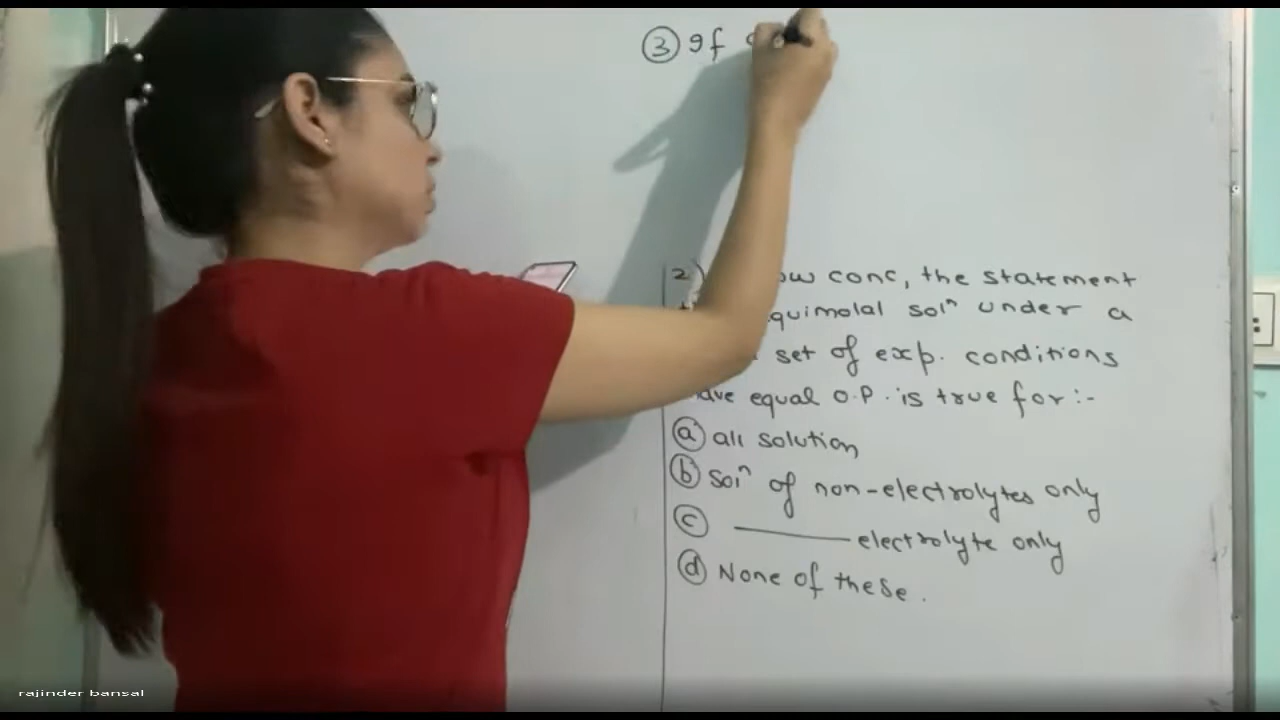 ③ If
2) ow conc, the statement
quimolal solⁿ under a
set of exp. conditions
ave equal O.P. is true for :-
ⓐ all solution
ⓑ solⁿ of non-electrolytes only
ⓒ ———— electrolyte only
ⓓ None of these.
rajinder bansal